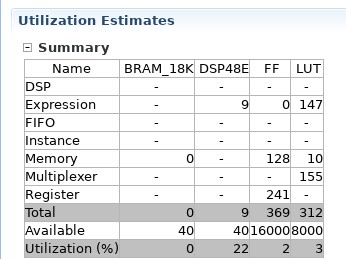 Utilization Estimates
Summary
Name BRAM_18K DSP48E FF LUT
DSP - - - -
Expression - 9 0 147
FIFO - - - -
Instance - - - -
Memory 0 - 128 10
Multiplexer - - - 155
Register - - 241 -
Total 0 9 369 312
Available 40 40 16000 8000
Utilization (%) 0 22 2 3